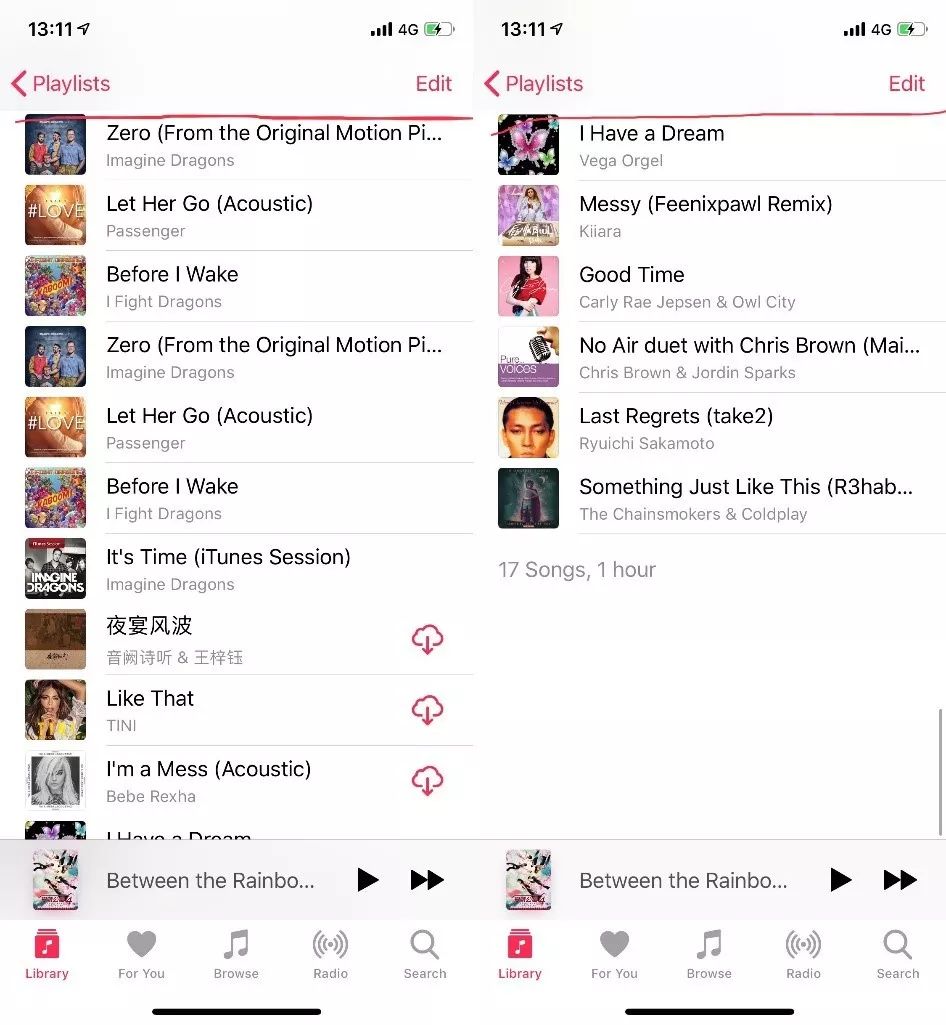 13:11
4G
Playlists
Edit
Zero (From the Original Motion Pi...
Imagine Dragons
#LOVE
Let Her Go (Acoustic)
Passenger
KABOOM!
Before I Wake
I Fight Dragons
Zero (From the Original Motion Pi...
Imagine Dragons
#LOVE
Let Her Go (Acoustic)
Passenger
KABOOM!
Before I Wake
I Fight Dragons
iTunes Session
IMAGINE
DRAGONS
It's Time (iTunes Session)
Imagine Dragons
夜宴风波
音阙诗听 & 王梓钰
TINI
Like That
TINI
I'm a Mess (Acoustic)
Bebe Rexha
I Have a Dream
Between the Rainbo...
Library
For You
Browse
Radio
Search
13:11
4G
Playlists
Edit
I Have a Dream
Vega Orgel
Messy (Feenixpawl Remix)
Kiiara
Good Time
Carly Rae Jepsen & Owl City
Pure...
voices
No Air duet with Chris Brown (Mai...
Chris Brown & Jordin Sparks
Last Regrets (take2)
Ryuichi Sakamoto
Something Just Like This (R3hab...
The Chainsmokers & Coldplay
17 Songs, 1 hour
Between the Rainbo...
Library
For You
Browse
Radio
Search